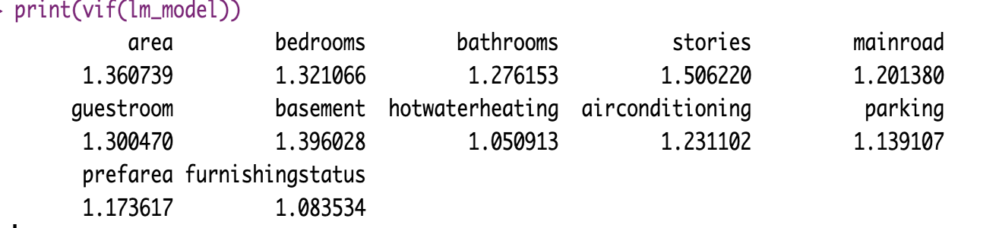 > print(vif(lm_model))
area bedrooms bathrooms stories mainroad
1.360739 1.321066 1.276153 1.506220 1.201380
guestroom basement hotwaterheating airconditioning parking
1.300470 1.396028 1.050913 1.231102 1.139107
prefarea furnishingstatus
1.173617 1.083534